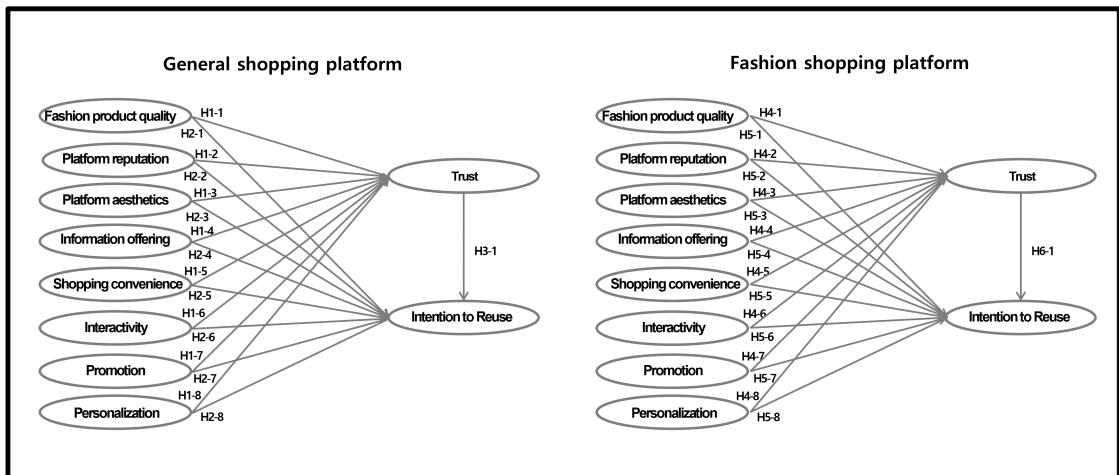 General shopping platform
Fashion product quality
H1-1
H2-1
Platform reputation
H1-2
H2-2
Platform aesthetics
H1-3
H2-3
Information offering
H1-4
H2-4
Shopping convenience
H1-5
H2-5
Interactivity
H1-6
H2-6
Promotion
H1-7
H2-7
Personalization
H1-8
H2-8
Trust
H3-1
Intention to Reuse
Fashion shopping platform
Fashion product quality
H4-1
H5-1
Platform reputation
H4-2
H5-2
Platform aesthetics
H4-3
H5-3
Information offering
H4-4
H5-4
Shopping convenience
H4-5
H5-5
Interactivity
H4-6
H5-6
Promotion
H4-7
H5-7
Personalization
H4-8
H5-8
Trust
H6-1
Intention to Reuse